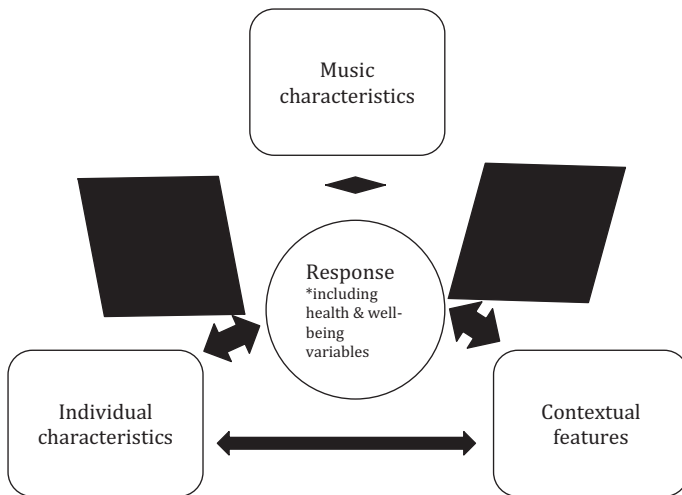 Music
characteristics
Response
*including
health & well-
being
variables
Individual
characteristics
Contextual
features